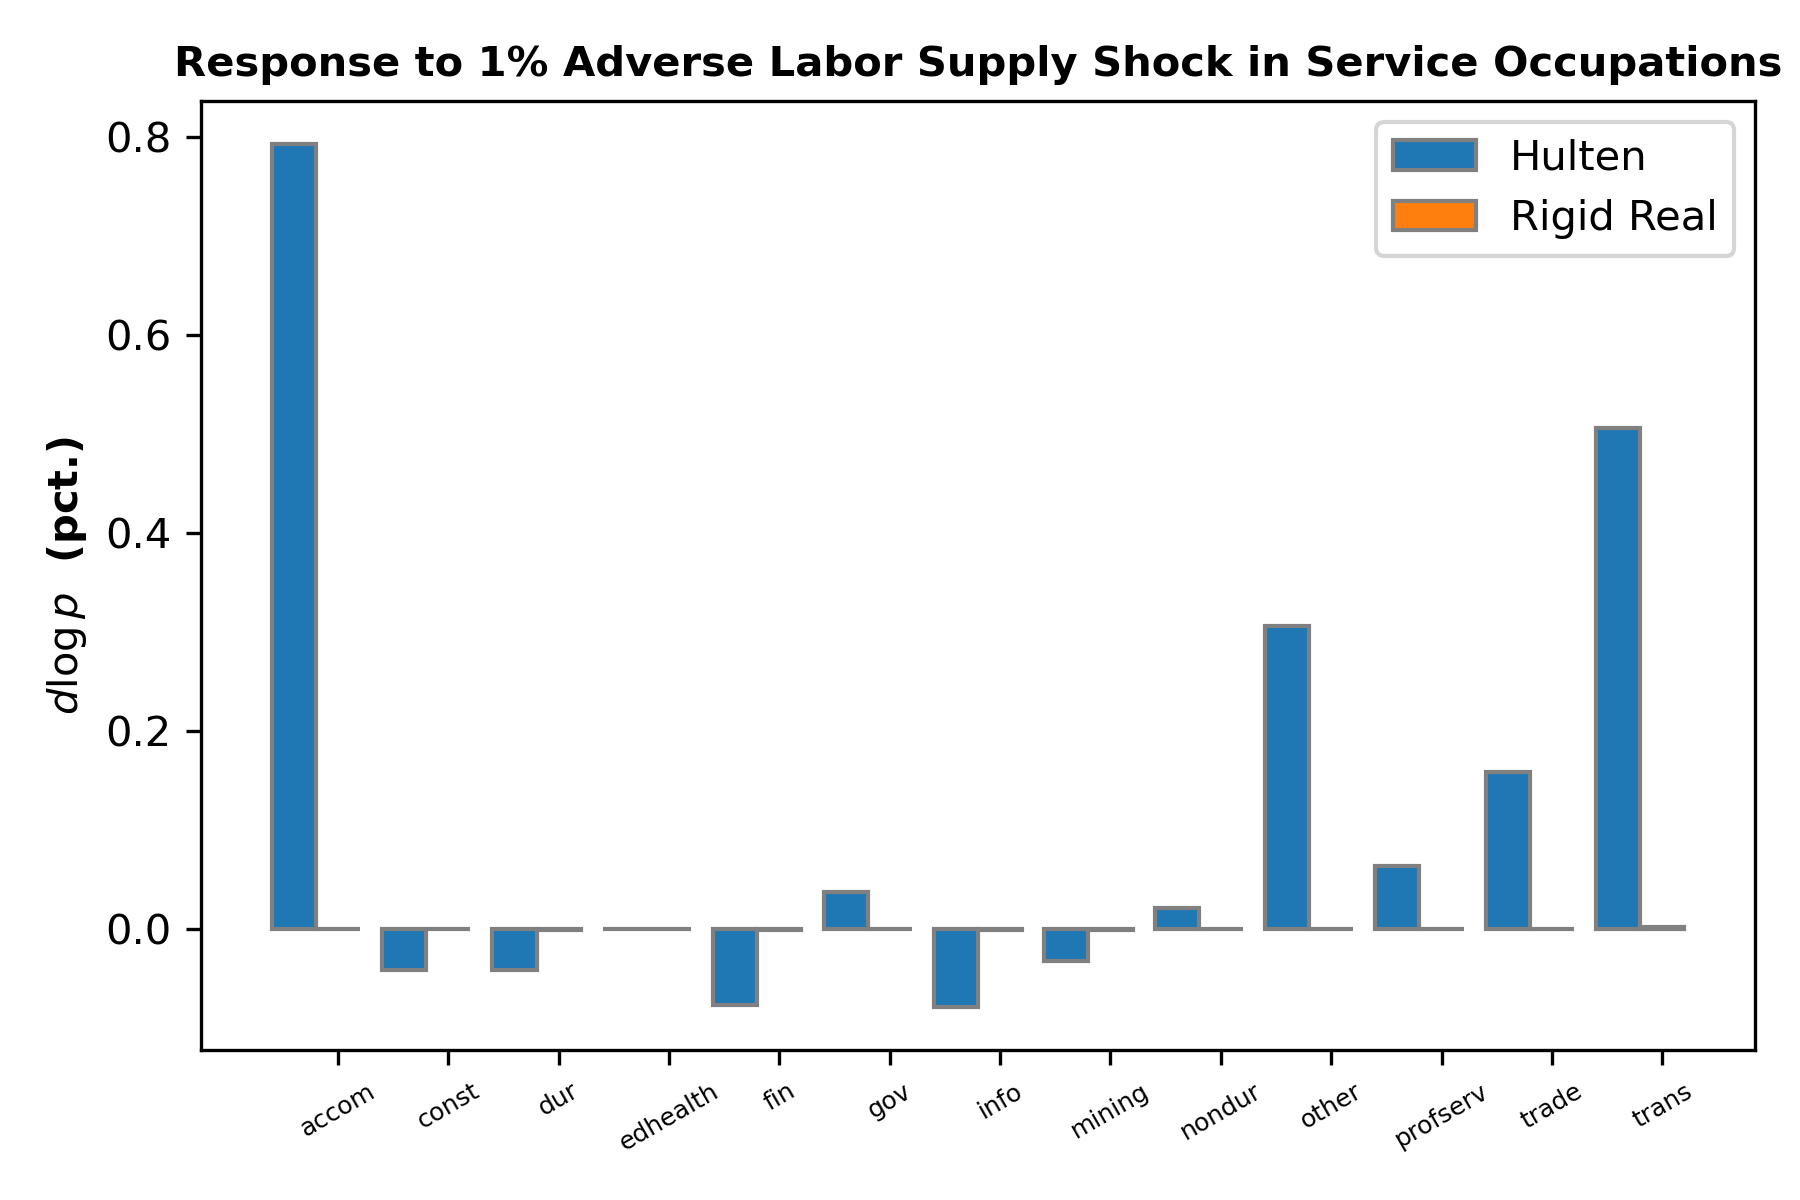 Response to 1% Adverse Labor Supply Shock in Service Occupations
Hulten
Rigid Real
dlog p (pct.)
0.8
0.6
0.4
0.2
0.0
accom
const
dur
edhealth
fin
gov
info
mining
nondur
other
profserv
trade
trans